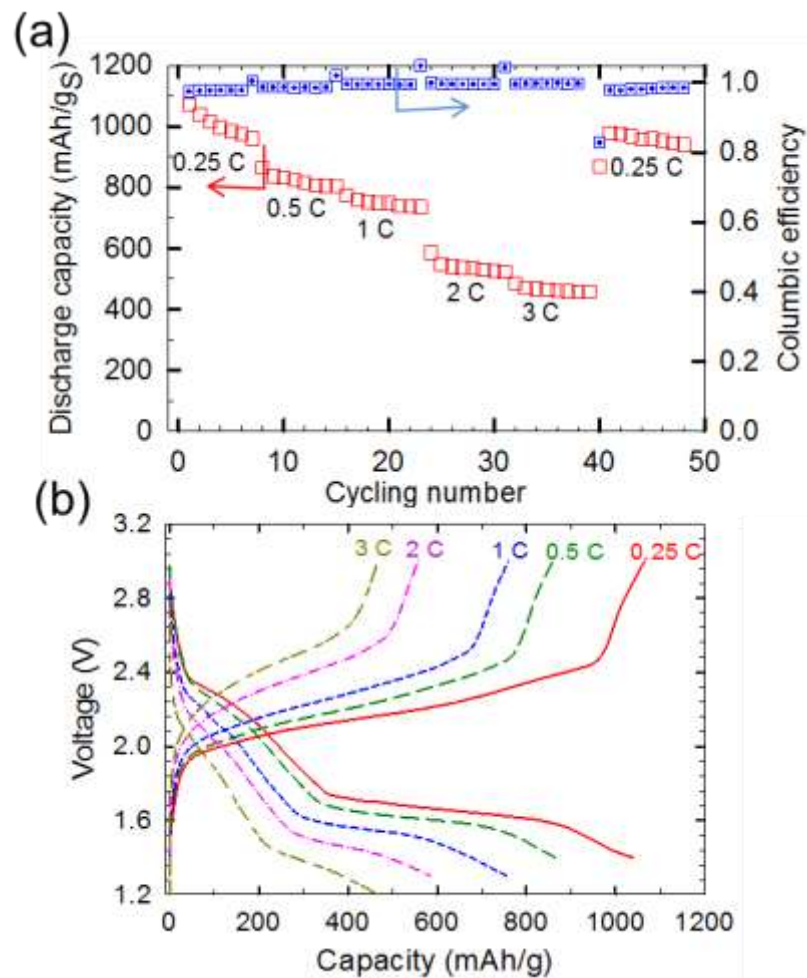 (a)
Discharge capacity (mAh/gS)
1200
1000
800
600
400
200
0
0.25 C
0.5 C
1 C
2 C
3 C
0.25 C
1.0
0.8
0.6
0.4
0.2
0.0
Columbic efficiency
0 10 20 30 40 50
Cycling number
(b)
Voltage (V)
3.2
2.8
2.4
2.0
1.6
1.2
3 C 2 C 1 C 0.5 C 0.25 C
0 200 400 600 800 1000 1200
Capacity (mAh/g)